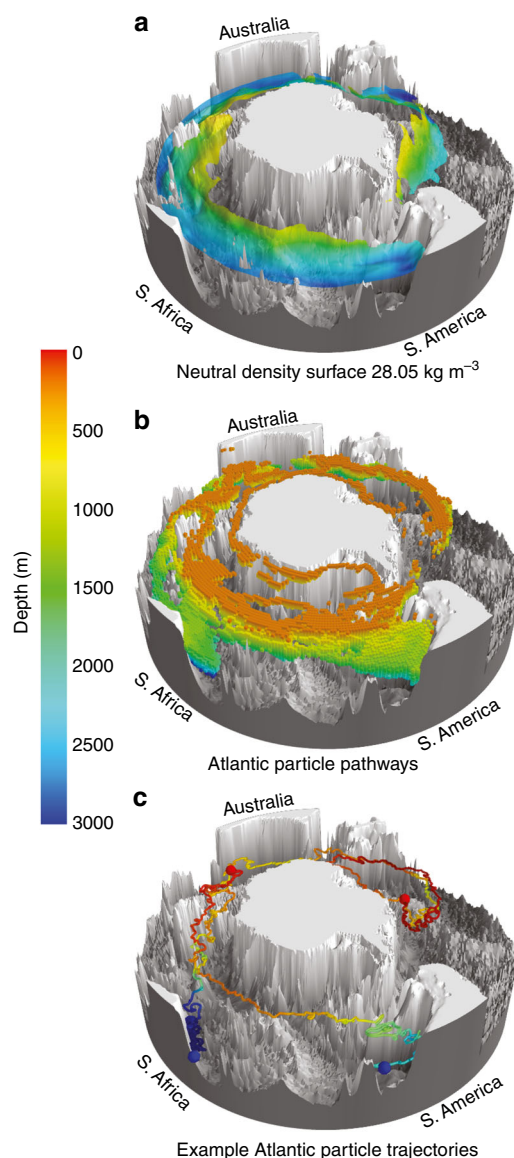 a
Australia
S. Africa
S. America
Neutral density surface 28.05 kg m⁻³
Depth (m)
0
500
1000
1500
2000
2500
3000
b
Australia
S. Africa
S. America
Atlantic particle pathways
c
Australia
S. Africa
S. America
Example Atlantic particle trajectories